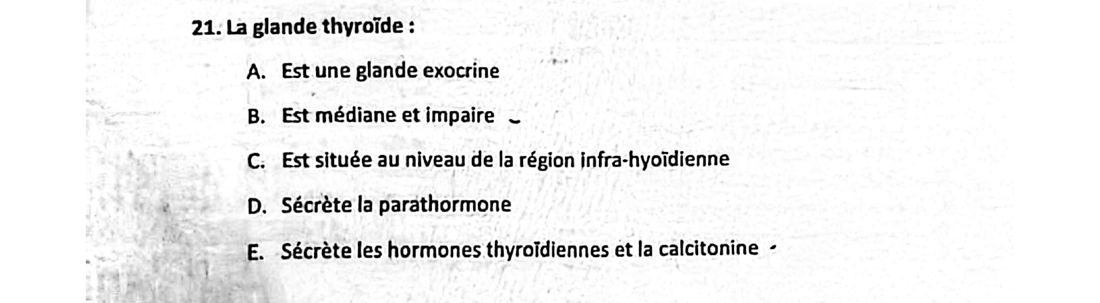 21. La glande thyroïde :
A. Est une glande exocrine
B. Est médiane et impaire
C. Est située au niveau de la région infra-hyoïdienne
D. Sécrète la parathormone
E. Sécrète les hormones thyroïdiennes et la calcitonine